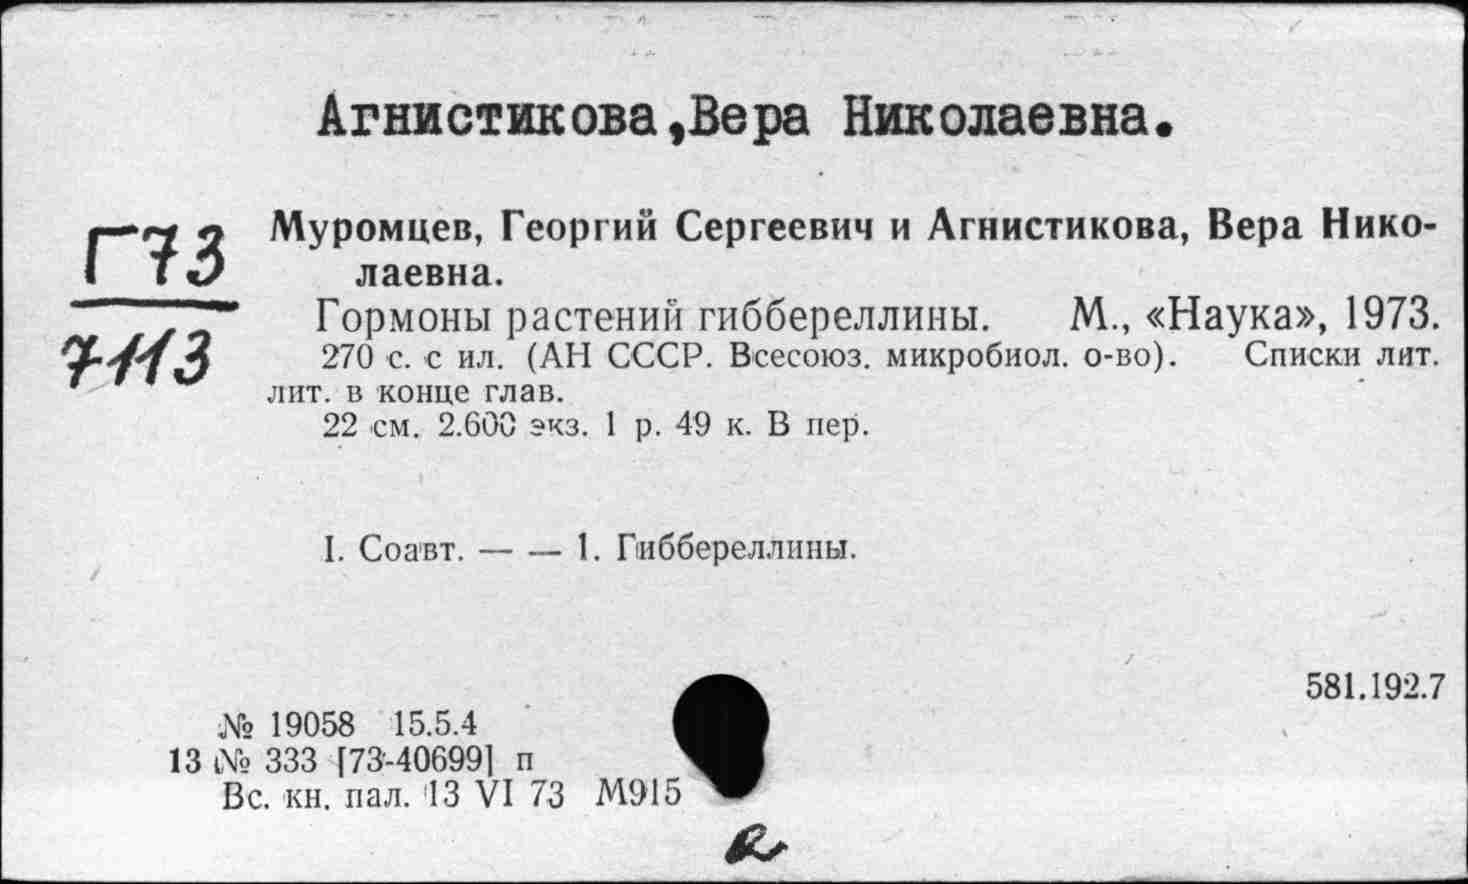 Агнистикова,Вера Николаевна.
Г73
7113
Муромцев, Георгий Сергеевич и Агнистикова, Вера Нико-
лаевна.
Гормоны растений гиббереллины. М., «Наука», 1973.
270 с. с ил. (АН СССР. Всесоюз. микробиол. о-во). Списки лит.
лит. в конце глав.
22 см. 2.600 экз. 1 р. 49 к. В пер.
I. Соавт. — — 1. Гиббереллины.
581.192.7
№ 19058 15.5.4
13 № 333 [73-40699] п
Вс. кн. пал. 13 VI 73 М915